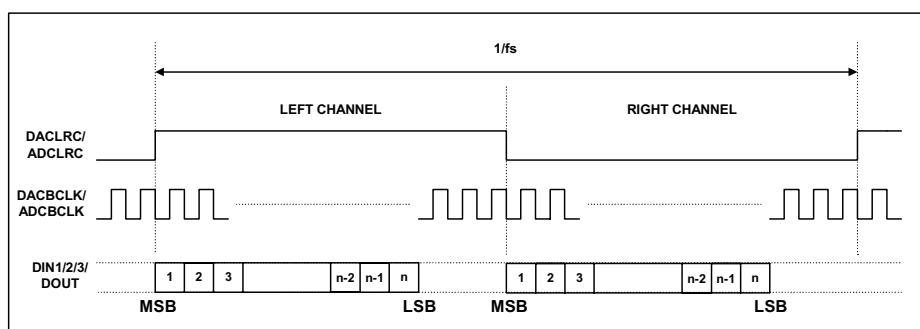 1/fs
LEFT CHANNEL
RIGHT CHANNEL
DACLRC/
ADCLRC
DACBCLK/
ADCBCLK
DIN1/2/3/
DOUT
1 2 3 n-2 n-1 n 1 2 3 n-2 n-1 n
MSB LSB MSB LSB